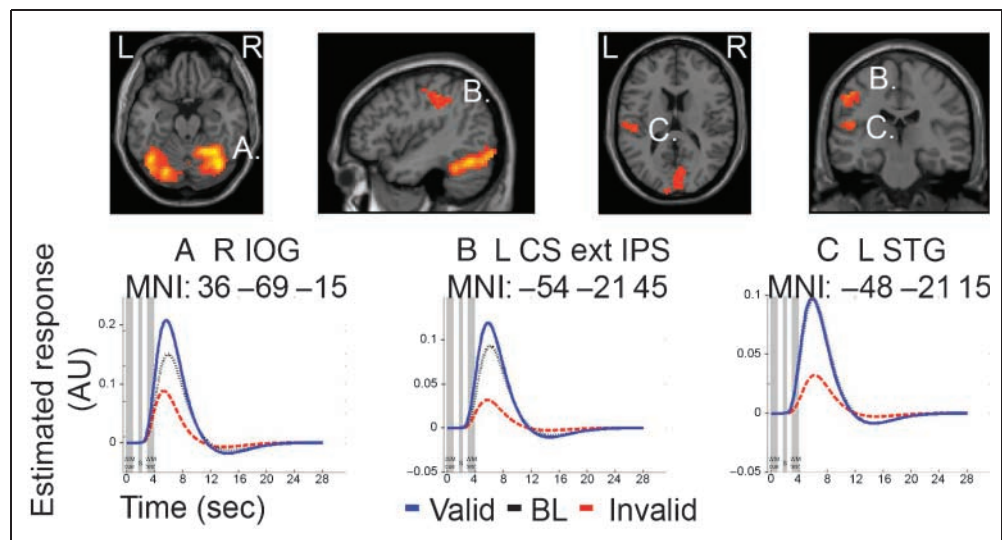 L R
B.
L R
B.
A.
C.
C.
A R IOG
MNI: 36 –69 –15
B L CS ext IPS
MNI: –54 –21 45
C L STG
MNI: –48 –21 15
Estimated response
(AU)
0.2
0.1
0
0.1
0.05
0
–0.05
0.1
0.05
0
–0.05
0 4 8 12 16 20 24 28
0 4 8 12 16 20 24 28
0 4 8 12 16 20 24 28
Time (sec)
Valid BL Invalid